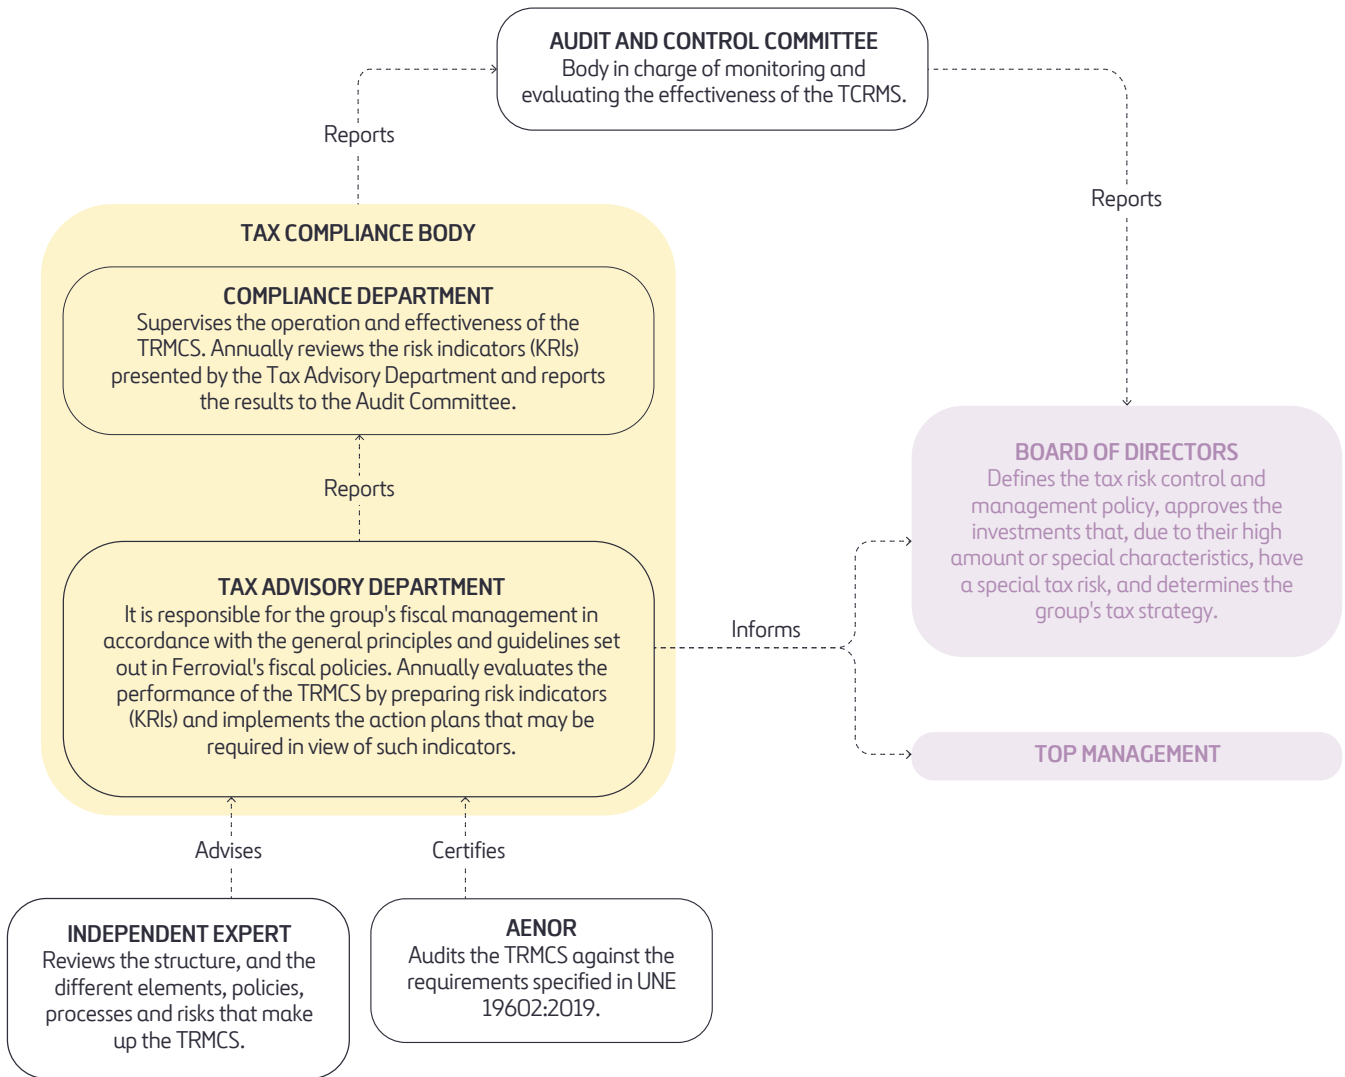 AUDIT AND CONTROL COMMITTEE
Body in charge of monitoring and
evaluating the effectiveness of the TCRMS.
Reports
Reports
TAX COMPLIANCE BODY
COMPLIANCE DEPARTMENT
Supervises the operation and effectiveness of the
TRMCS. Annually reviews the risk indicators (KRIs)
presented by the Tax Advisory Department and reports
the results to the Audit Committee.
Reports
TAX ADVISORY DEPARTMENT
It is responsible for the group's fiscal management in
accordance with the general principles and guidelines set
out in Ferrovial's fiscal policies. Annually evaluates the
performance of the TRMCS by preparing risk indicators
(KRIs) and implements the action plans that may be
required in view of such indicators.
Informs
BOARD OF DIRECTORS
Defines the tax risk control and
management policy, approves the
investments that, due to their high
amount or special characteristics, have
a special tax risk, and determines the
group's tax strategy.
TOP MANAGEMENT
Advises
Certifies
INDEPENDENT EXPERT
Reviews the structure, and the
different elements, policies,
processes and risks that make
up the TRMCS.
AENOR
Audits the TRMCS against the
requirements specified in UNE
19602:2019.